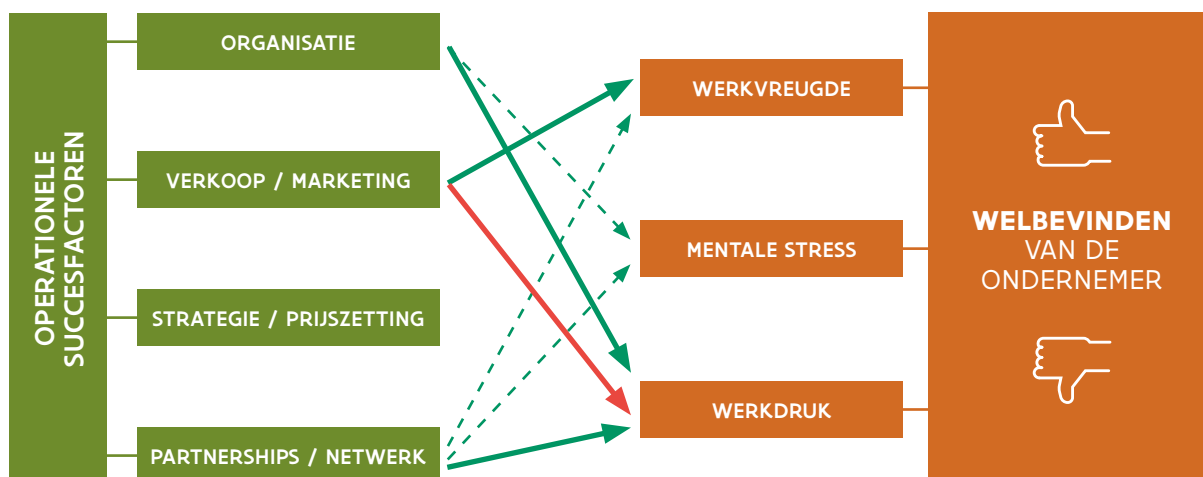 OPERATIONELE
SUCCESFACTOREN
ORGANISATIE
VERKOOP / MARKETING
STRATEGIE / PRIJSZETTING
PARTNERSHIPS / NETWERK
WERKVREUGDE
MENTALE STRESS
WERKDRUK
WELBEVINDEN
VAN DE
ONDERNEMER